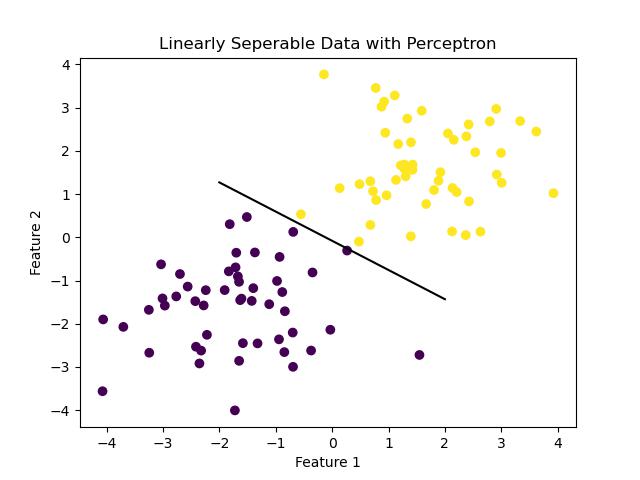 Linearly Seperable Data with Perceptron
4
3
2
1
0
−1
−2
−3
−4
Feature 2
−4 −3 −2 −1 0 1 2 3 4
Feature 1